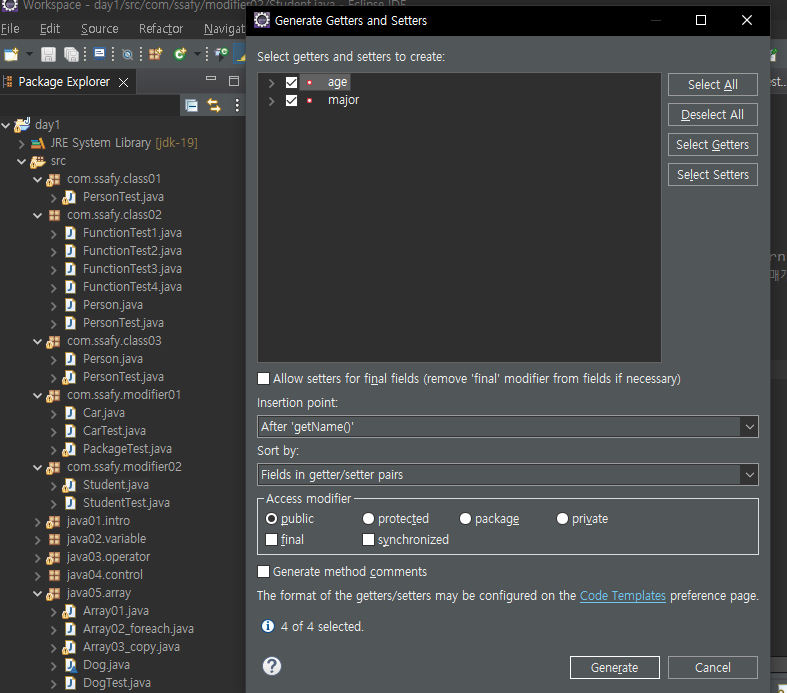 Workspace - day1/src/com/ssafy/modifier02/Student.java - Eclipse IDE
File Edit Source Refactor Navigat
Package Explorer
day1
JRE System Library [jdk-19]
src
com.ssafy.class01
PersonTest.java
com.ssafy.class02
FunctionTest1.java
FunctionTest2.java
FunctionTest3.java
FunctionTest4.java
Person.java
PersonTest.java
com.ssafy.class03
Person.java
PersonTest.java
com.ssafy.modifier01
Car.java
CarTest.java
PackageTest.java
com.ssafy.modifier02
Student.java
StudentTest.java
java01.intro
java02.variable
java03.operator
java04.control
java05.array
Array01.java
Array02_foreach.java
Array03_copy.java
Dog.java
DogTest.java
Generate Getters and Setters
Select getters and setters to create:
age
major
Select All
Deselect All
Select Getters
Select Setters
Allow setters for final fields (remove 'final' modifier from fields if necessary)
Insertion point:
After 'getName()'
Sort by:
Fields in getter/setter pairs
Access modifier
public protected package private
final synchronized
Generate method comments
The format of the getters/setters may be configured on the Code Templates preference page.
4 of 4 selected.
Generate Cancel